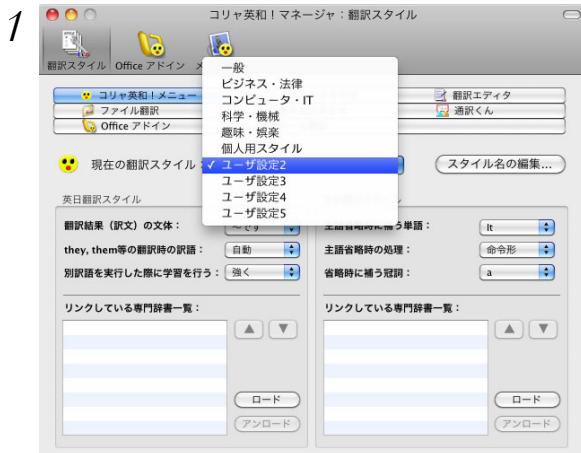 1
コリャ英和！マネージャ：翻訳スタイル
翻訳スタイル Office アドイン
一般
ビジネス・法律
コンピュータ・IT
科学・機械
趣味・娯楽
個人用スタイル
✓ ユーザ設定2
ユーザ設定3
ユーザ設定4
ユーザ設定5
コリャ英和！メニュー
翻訳エディタ
ファイル翻訳
通訳くん
Office アドイン
現在の翻訳スタイル：
スタイル名の編集...
英日翻訳スタイル
翻訳結果（訳文）の文体：
they, them等の翻訳時の訳語： 自動
別訳語を実行した際に学習を行う： 強く
リンクしている専門辞書一覧：
▲ ▼
ロード
アンロード
It
主語省略時の処理： 命令形
省略時に補う冠詞： a
リンクしている専門辞書一覧：
▲ ▼
ロード
アンロード